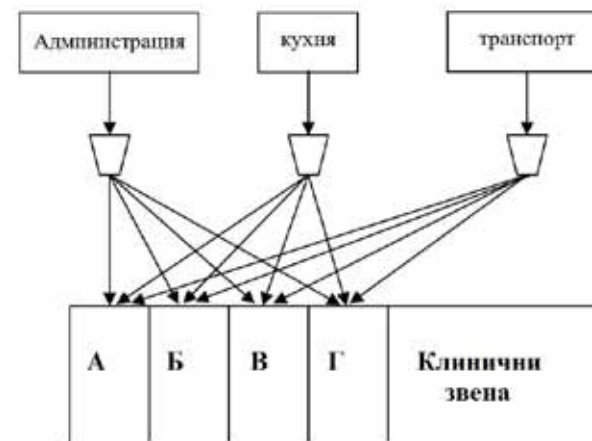 Администрация
кухня
транспорт
А
Б
В
Г
Клинични
звена